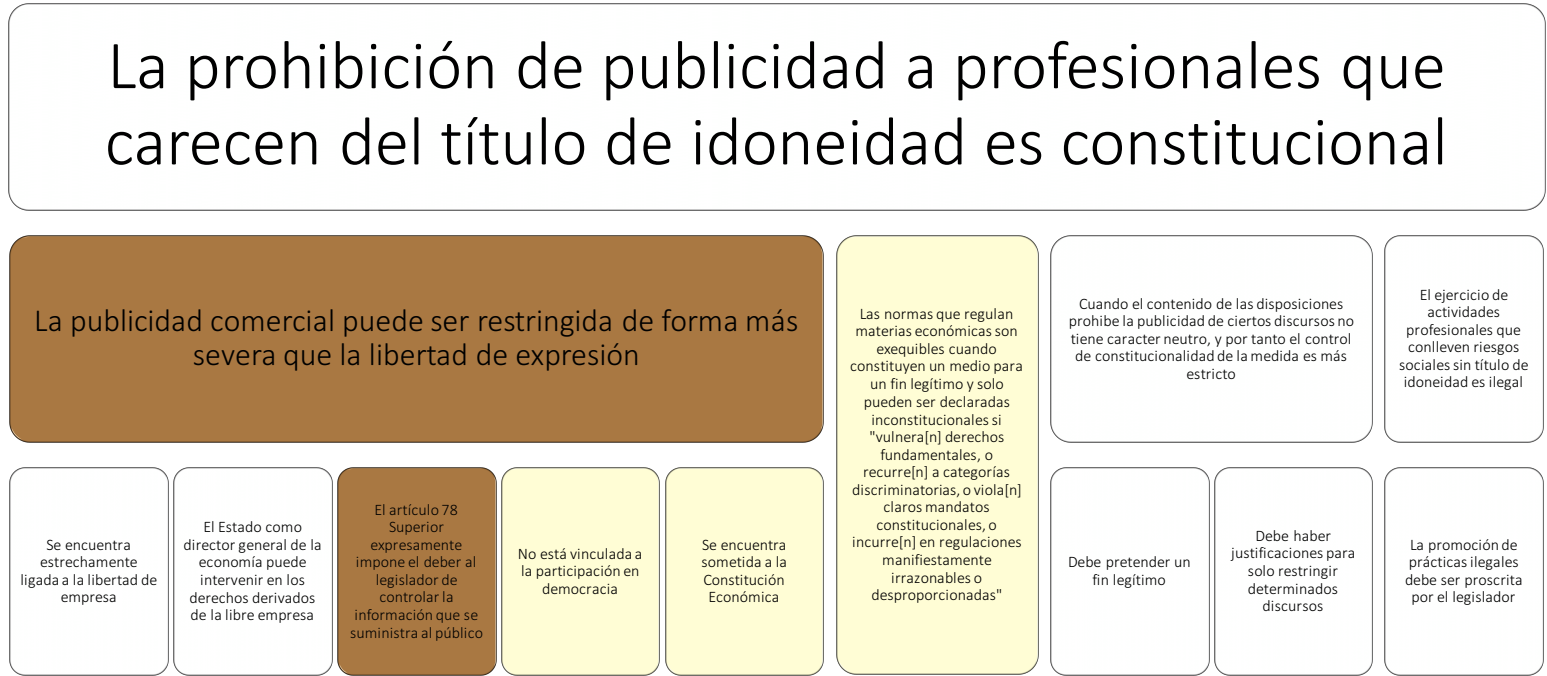 La prohibición de publicidad a profesionales que
carecen del título de idoneidad es constitucional
La publicidad comercial puede ser restringida de forma más
severa que la libertad de expresión
Se encuentra
estrechamente
ligada a la libertad de
empresa
El Estado como
director general de la
economía puede
intervenir en los
derechos derivados
de la libre empresa
El artículo 78
Superior
expresamente
impone el deber al
legislador de
controlar la
información que se
suministra al público
No está vinculada a
la participación en
democracia
Se encuentra
sometida a la
Constitución
Económica
Las normas que regulan
materias económicas son
exequibles cuando
constituyen un medio para
un fin legítimo y solo
pueden ser declaradas
inconstitucionales si
"vulnera[n] derechos
fundamentales, o
recurre[n] a categorías
discriminatorias, o viola[n]
claros mandatos
constitucionales, o
incurre[n] en regulaciones
manifiestamente
irrazonables o
desproporcionadas"
Cuando el contenido de las disposiciones
prohibe la publicidad de ciertos discursos no
tiene caracter neutro, y por tanto el control
de constitucionalidad de la medida es más
estricto
Debe pretender un
fin legítimo
Debe haber
justificaciones para
solo restringir
determinados
discursos
El ejercicio de
actividades
profesionales que
conlleven riesgos
sociales sin título de
idoneidad es ilegal
La promoción de
prácticas ilegales
debe ser proscrita
por el legislador